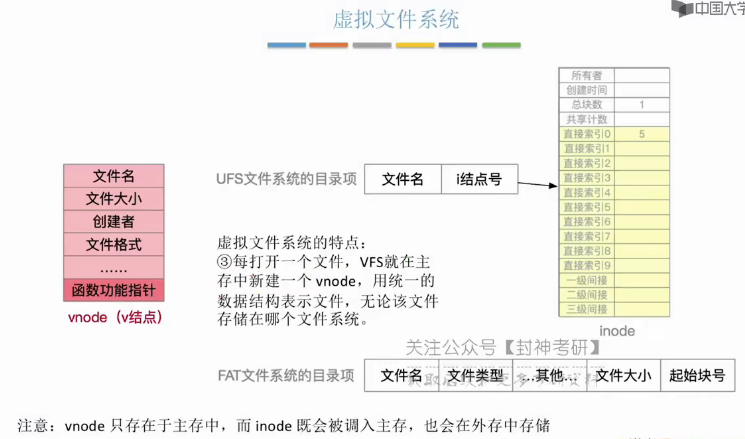 虚拟文件系统
中国大学
所有者
创建时间
总块数 1
共享计数
直接索引0 5
直接索引1
直接索引2
直接索引3
直接索引4
直接索引5
直接索引6
直接索引7
直接索引8
直接索引9
一级间接
二级间接
三级间接
inode
UFS文件系统的目录项 文件名 i结点号
文件名
文件大小
创建者
文件格式
......
函数功能指针
vnode（v结点）
虚拟文件系统的特点：
③每打开一个文件，VFS就在主
存中新建一个 vnode，用统一的
数据结构表示文件，无论该文件
存储在哪个文件系统。
关注公众号【封神考研】
FAT文件系统的目录项 文件名 文件类型 ...其他... 文件大小 起始块号
注意：vnode 只存在于主存中，而 inode 既会被调入主存，也会在外存中存储